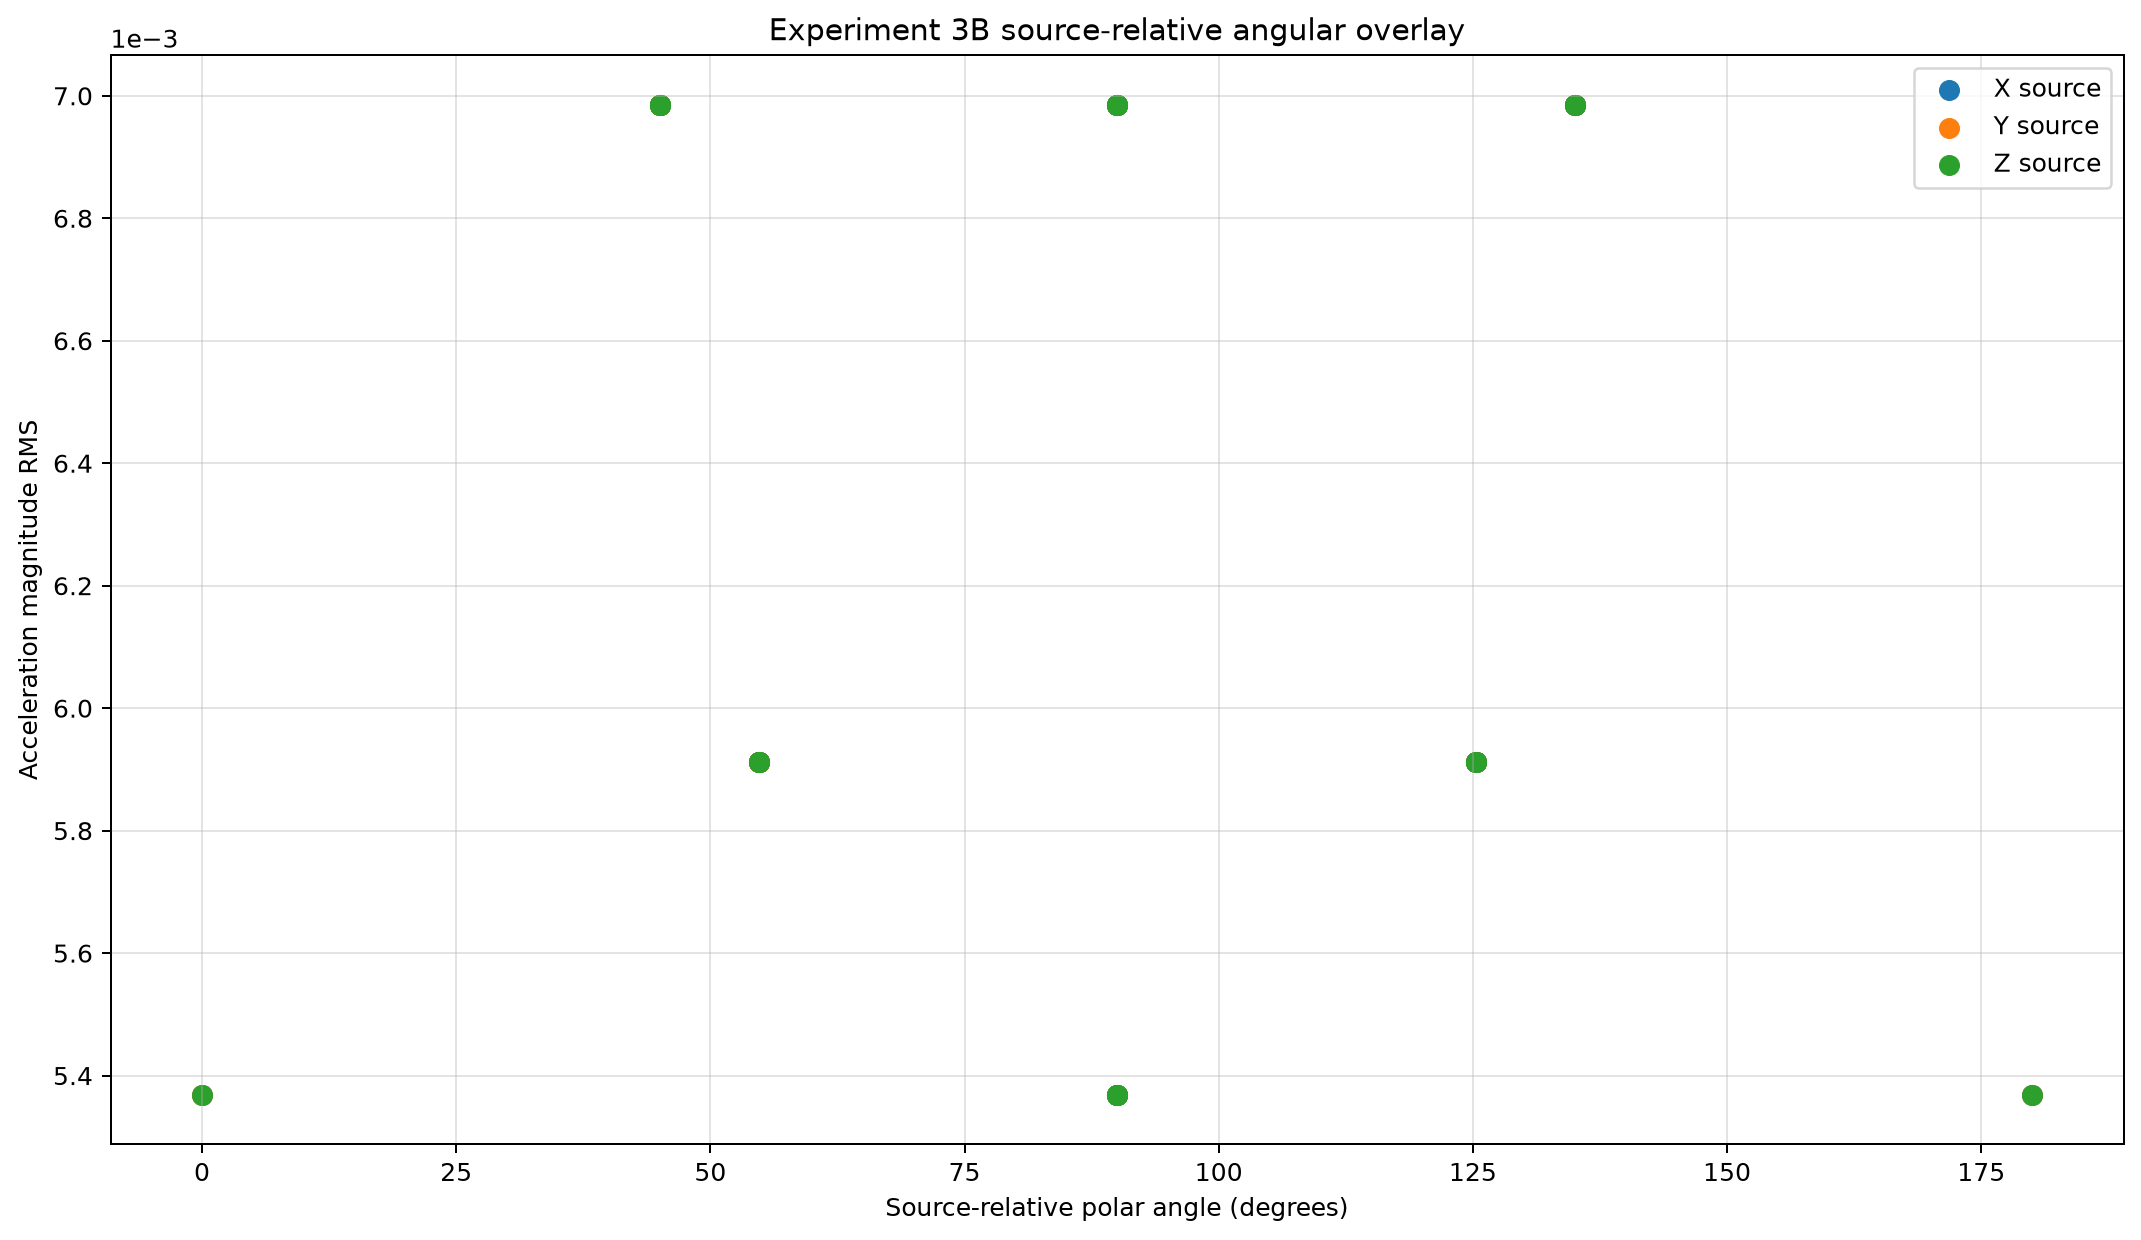 Experiment 3B source-relative angular overlay
1e−3
7.0
6.8
6.6
6.4
6.2
6.0
5.8
5.6
5.4
Acceleration magnitude RMS
X source
Y source
Z source
0 25 50 75 100 125 150 175
Source-relative polar angle (degrees)